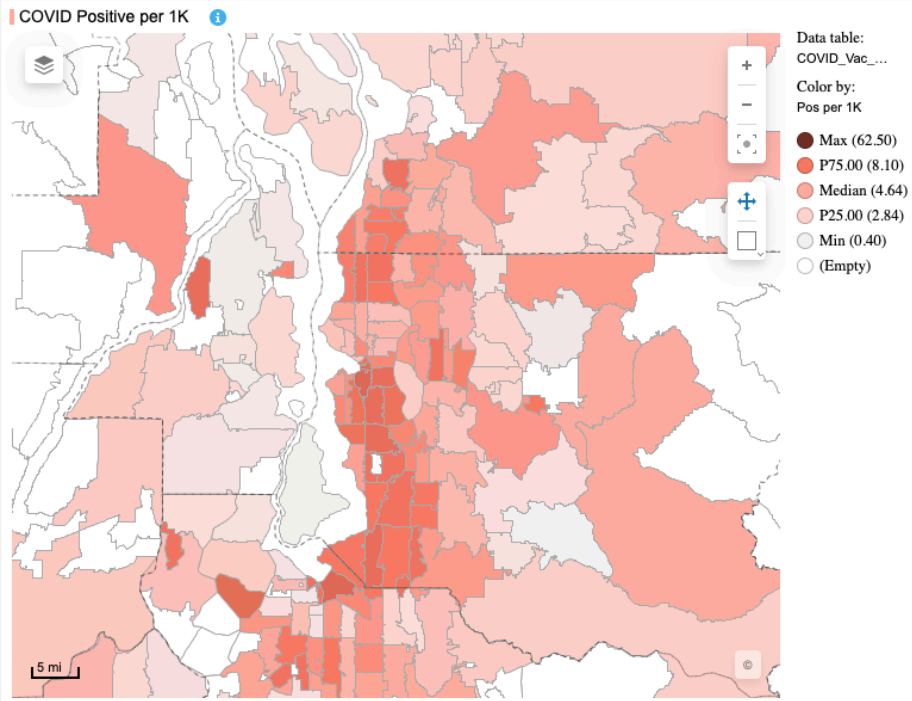 COVID Positive per 1K
i
Data table:
COVID_Vac_...
Color by:
Pos per 1K
Max (62.50)
P75.00 (8.10)
Median (4.64)
P25.00 (2.84)
Min (0.40)
(Empty)
+
−
5 mi
©